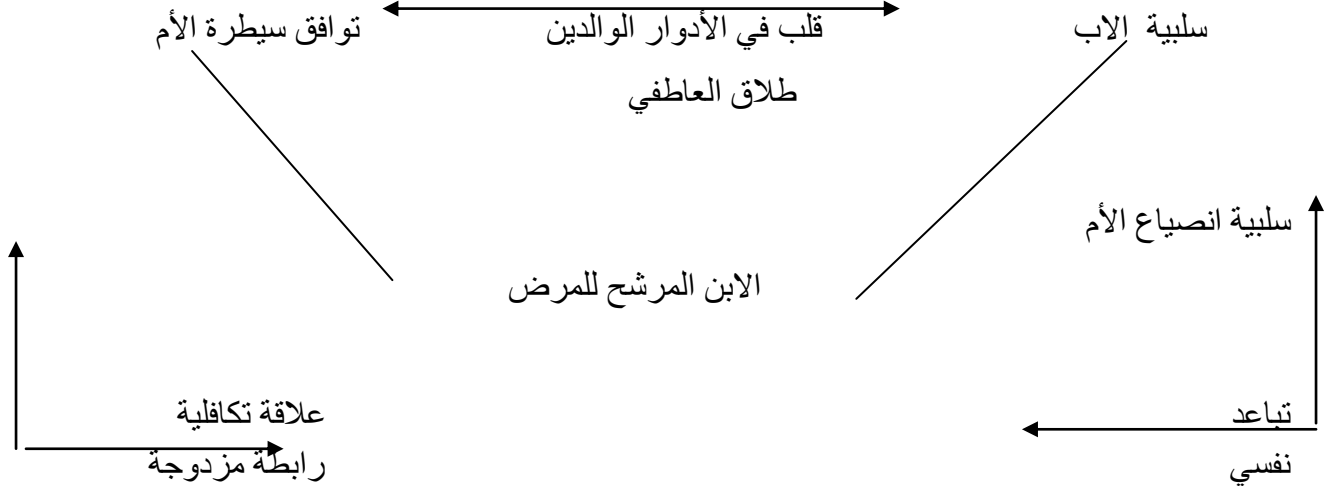 سلبية الاب
قلب في الأدوار الوالدين
توافق سيطرة الأم
طلاق العاطفي
سلبية انصياع الأم
الابن المرشح للمرض
تباعد
نفسي
علاقة تكافلية
رابطة مزدوجة